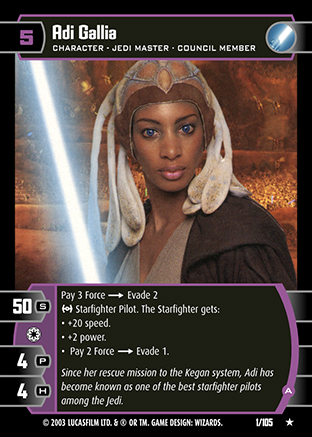 5
Adi Gallia
CHARACTER • JEDI MASTER • COUNCIL MEMBER
50 S
4 P
4 H
Pay 3 Force → Evade 2
Starfighter Pilot. The Starfighter gets:
• +20 speed.
• +2 power.
• Pay 2 Force → Evade 1.
Since her rescue mission to the Kegan system, Adi has
become known as one of the best starfighter pilots
among the Jedi.
A
© 2003 LUCASFILM LTD. & ® OR TM. GAME DESIGN: WIZARDS.
1/105 ★